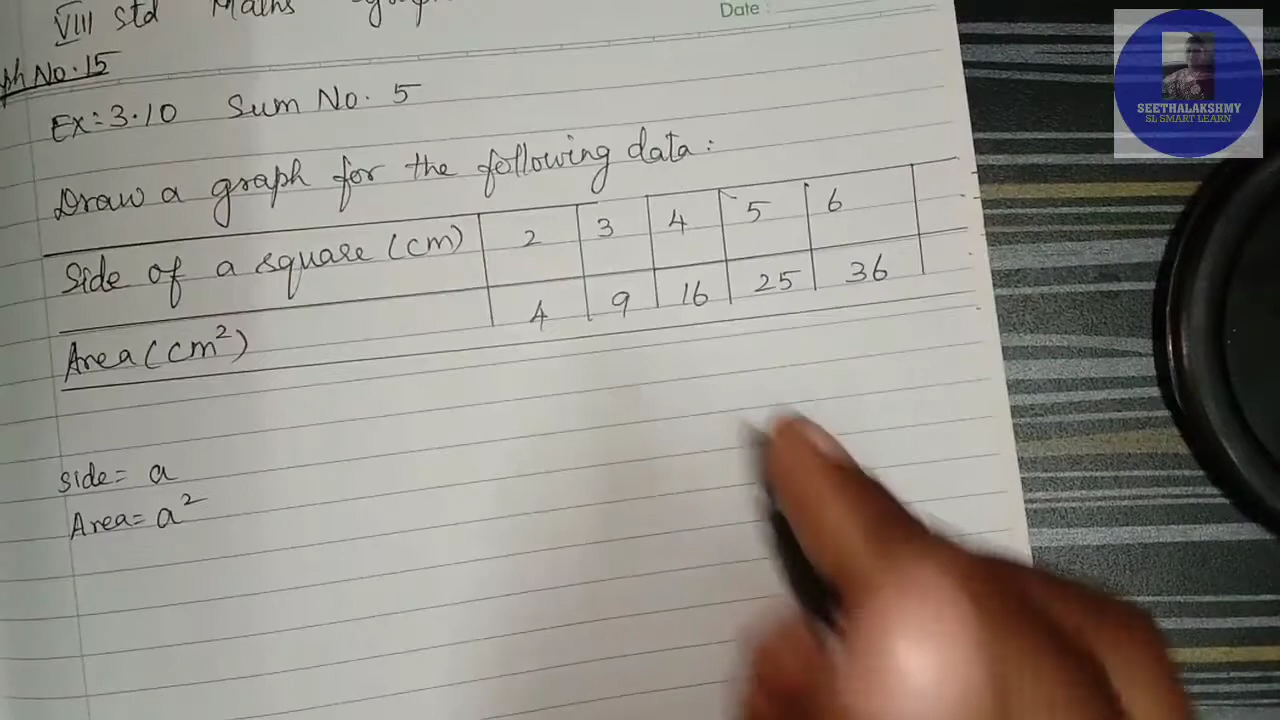 VIII std Maths graph
ph No. 15
Date :
Ex: 3.10 Sum No. 5
Draw a graph for the following data:
Side of a square (cm) 2 3 4 5 6
Area (cm²) 4 9 16 25 36
side = a
Area = a²
SEETHALAKSHMY
SL SMART LEARN